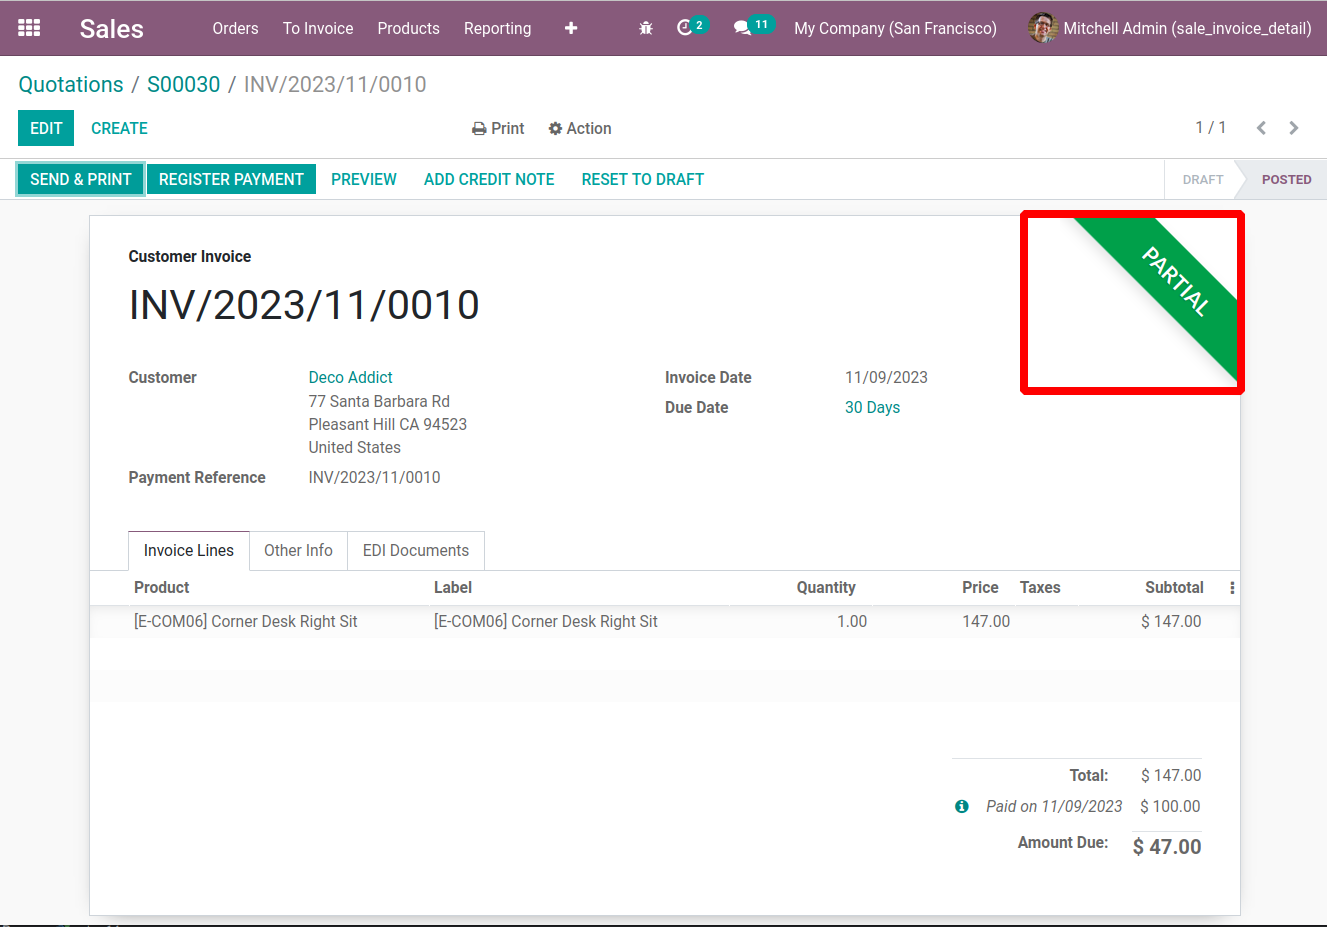 Sales Orders To Invoice Products Reporting 2 11 My Company (San Francisco) Mitchell Admin (sale_invoice_detail)
Quotations / S00030 / INV/2023/11/0010
EDIT CREATE Print Action 1 / 1
SEND & PRINT REGISTER PAYMENT PREVIEW ADD CREDIT NOTE RESET TO DRAFT DRAFT POSTED
PARTIAL
Customer Invoice
INV/2023/11/0010
Customer Deco Addict Invoice Date 11/09/2023
77 Santa Barbara Rd Due Date 30 Days
Pleasant Hill CA 94523
United States
Payment Reference INV/2023/11/0010
Invoice Lines Other Info EDI Documents
Product Label Quantity Price Taxes Subtotal
[E-COM06] Corner Desk Right Sit [E-COM06] Corner Desk Right Sit 1.00 147.00 $ 147.00
Total: $ 147.00
Paid on 11/09/2023 $ 100.00
Amount Due: $ 47.00